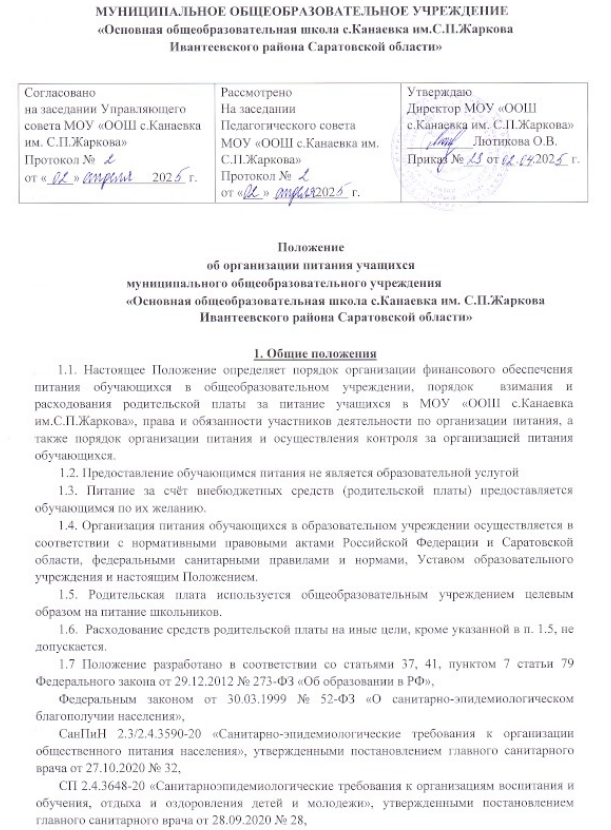 МУНИЦИПАЛЬНОЕ ОБЩЕОБРАЗОВАТЕЛЬНОЕ УЧРЕЖДЕНИЕ
«Основная общеобразовательная школа с.Канаевка им.С.П.Жаркова
Ивантеевского района Саратовской области»
Согласовано
на заседании Управляющего
совета МОУ «ООШ с.Канаевка
им. С.П.Жаркова»
Протокол № 2
от « 02 » апреля 2025 г.
Рассмотрено
На заседании
Педагогического совета
МОУ «ООШ с.Канаевка им.
С.П.Жаркова»
Протокол № 2
от «02 » апреля2025 г.
Утверждаю
Директор МОУ «ООШ
с.Канаевка им. С.П.Жаркова»
Лютикова О.В.
Приказ № 23 от 02.04.2025 г.
Положение
об организации питания учащихся
муниципального общеобразовательного учреждения
«Основная общеобразовательная школа с.Канаевка им. С.П.Жаркова
Ивантеевского района Саратовской области»
1. Общие положения
1.1. Настоящее Положение определяет порядок организации финансового обеспечения
питания обучающихся в общеобразовательном учреждении, порядок взимания и
расходования родительской платы за питание учащихся в МОУ «ООШ с.Канаевка
им.С.П.Жаркова», права и обязанности участников деятельности по организации питания, а
также порядок организации питания и осуществления контроля за организацией питания
обучающихся.
1.2. Предоставление обучающимся питания не является образовательной услугой
1.3. Питание за счёт внебюджетных средств (родительской платы) предоставляется
обучающимся по их желанию.
1.4. Организация питания обучающихся в образовательном учреждении осуществляется в
соответствии с нормативными правовыми актами Российской Федерации и Саратовской
области, федеральными санитарными правилами и нормами, Уставом образовательного
учреждения и настоящим Положением.
1.5. Родительская плата используется общеобразовательным учреждением целевым
образом на питание школьников.
1.6. Расходование средств родительской платы на иные цели, кроме указанной в п. 1.5, не
допускается.
1.7 Положение разработано в соответствии со статьями 37, 41, пунктом 7 статьи 79
Федерального закона от 29.12.2012 № 273-ФЗ «Об образовании в РФ»,
Федеральным законом от 30.03.1999 № 52-ФЗ «О санитарно-эпидемиологическом
благополучии населения»,
СанПиН 2.3/2.4.3590-20 «Санитарно-эпидемиологические требования к организации
общественного питания населения», утвержденными постановлением главного санитарного
врача от 27.10.2020 № 32,
СП 2.4.3648-20 «Санитарноэпидемиологические требования к организациям воспитания и
обучения, отдыха и оздоровления детей и молодежи», утвержденными постановлением
главного санитарного врача от 28.09.2020 № 28,